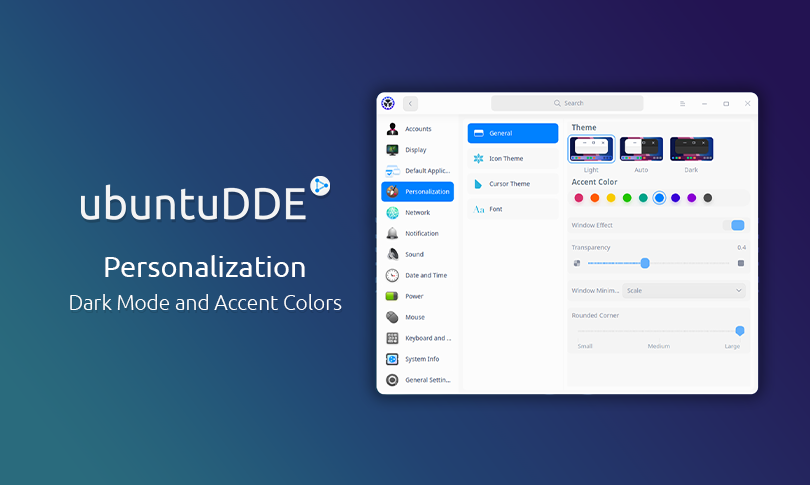 ubuntuDDE
Personalization
Dark Mode and Accent Colors
Search
Accounts
Display
Default Applic...
Personalization
Network
Notification
Sound
Date and Time
Power
Mouse
Keyboard and ...
System Info
General Settin...
General
Icon Theme
Cursor Theme
Aa Font
Theme
Light Auto Dark
Accent Color
Window Effect
Transparency 0.4
Window Minim... Scale
Rounded Corner
Small Medium Large